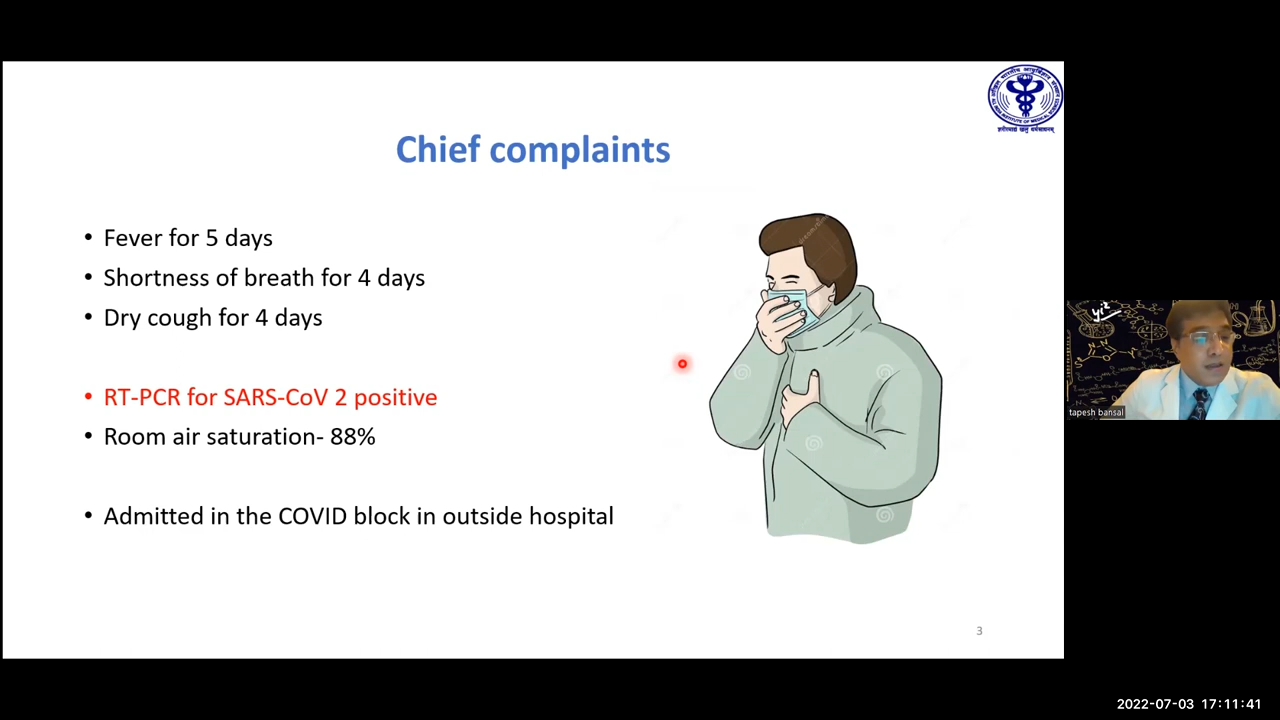 Chief complaints
• Fever for 5 days
• Shortness of breath for 4 days
• Dry cough for 4 days
• RT-PCR for SARS-CoV 2 positive
• Room air saturation- 88%
• Admitted in the COVID block in outside hospital
3
tapesh bansal
2022-07-03 17:11:41